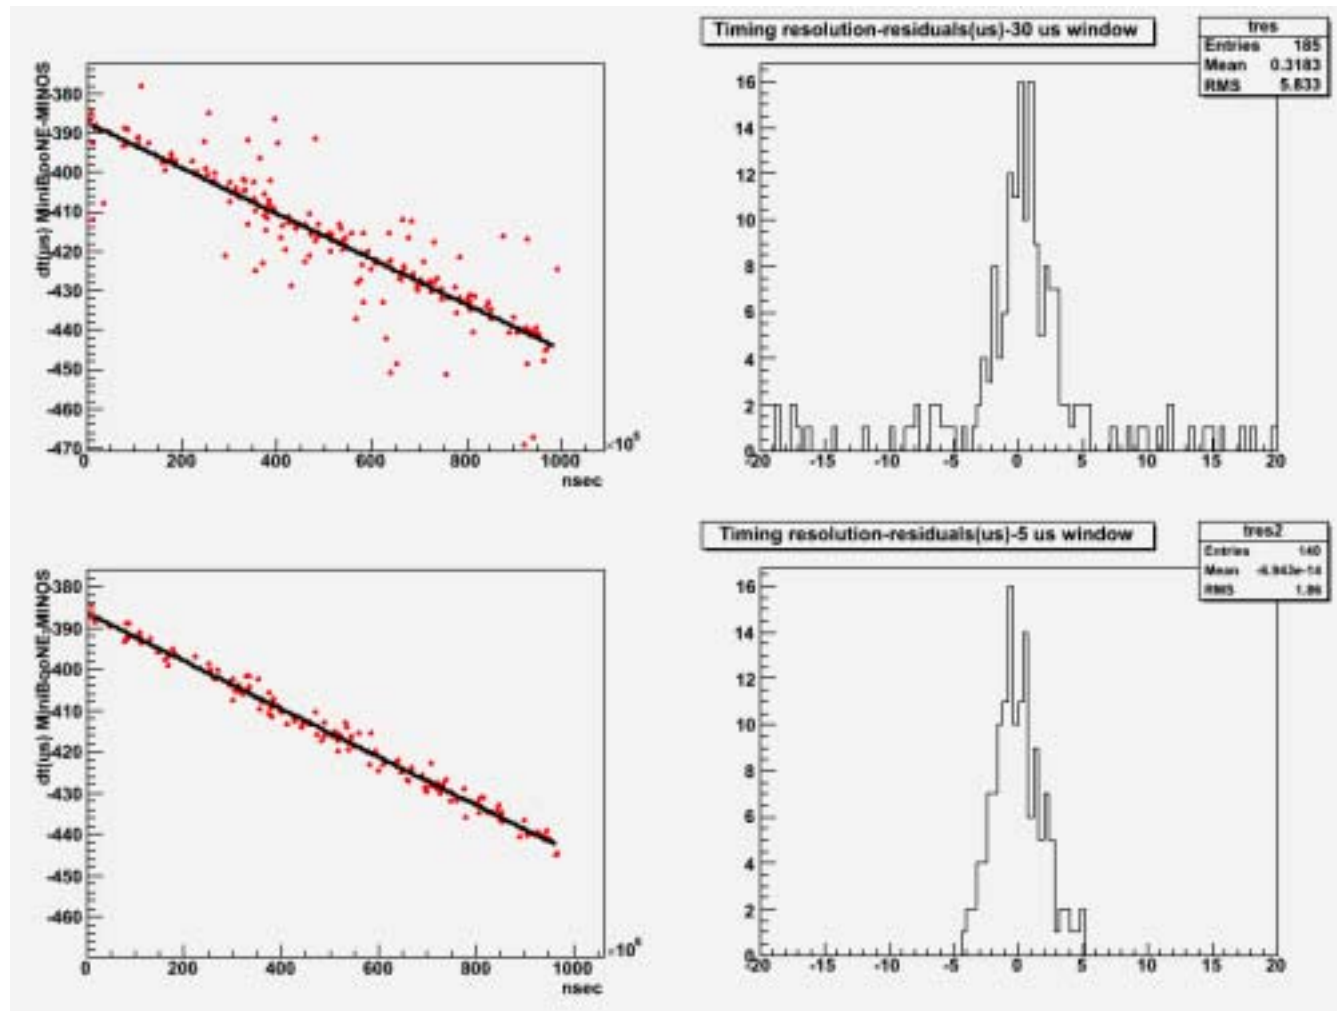 Timing resolution-residuals(us)-30 us window
tres
Entries 185
Mean 0.3183
RMS 5.833
dt(us) MiniBooNE-MINOS
-380
-390
-400
-410
-420
-430
-440
-450
-460
-470
0 200 400 600 800 1000
nsec
16
14
12
10
8
6
4
2
0
-20 -15 -10 -5 0 5 10 15 20
Timing resolution-residuals(us)-5 us window
tres2
Entries 140
Mean -6.943e-14
RMS 1.86
dt(us) MiniBooNE-MINOS
-380
-390
-400
-410
-420
-430
-440
-450
-460
0 200 400 600 800 1000
nsec
16
14
12
10
8
6
4
2
0
-20 -15 -10 -5 0 5 10 15 20